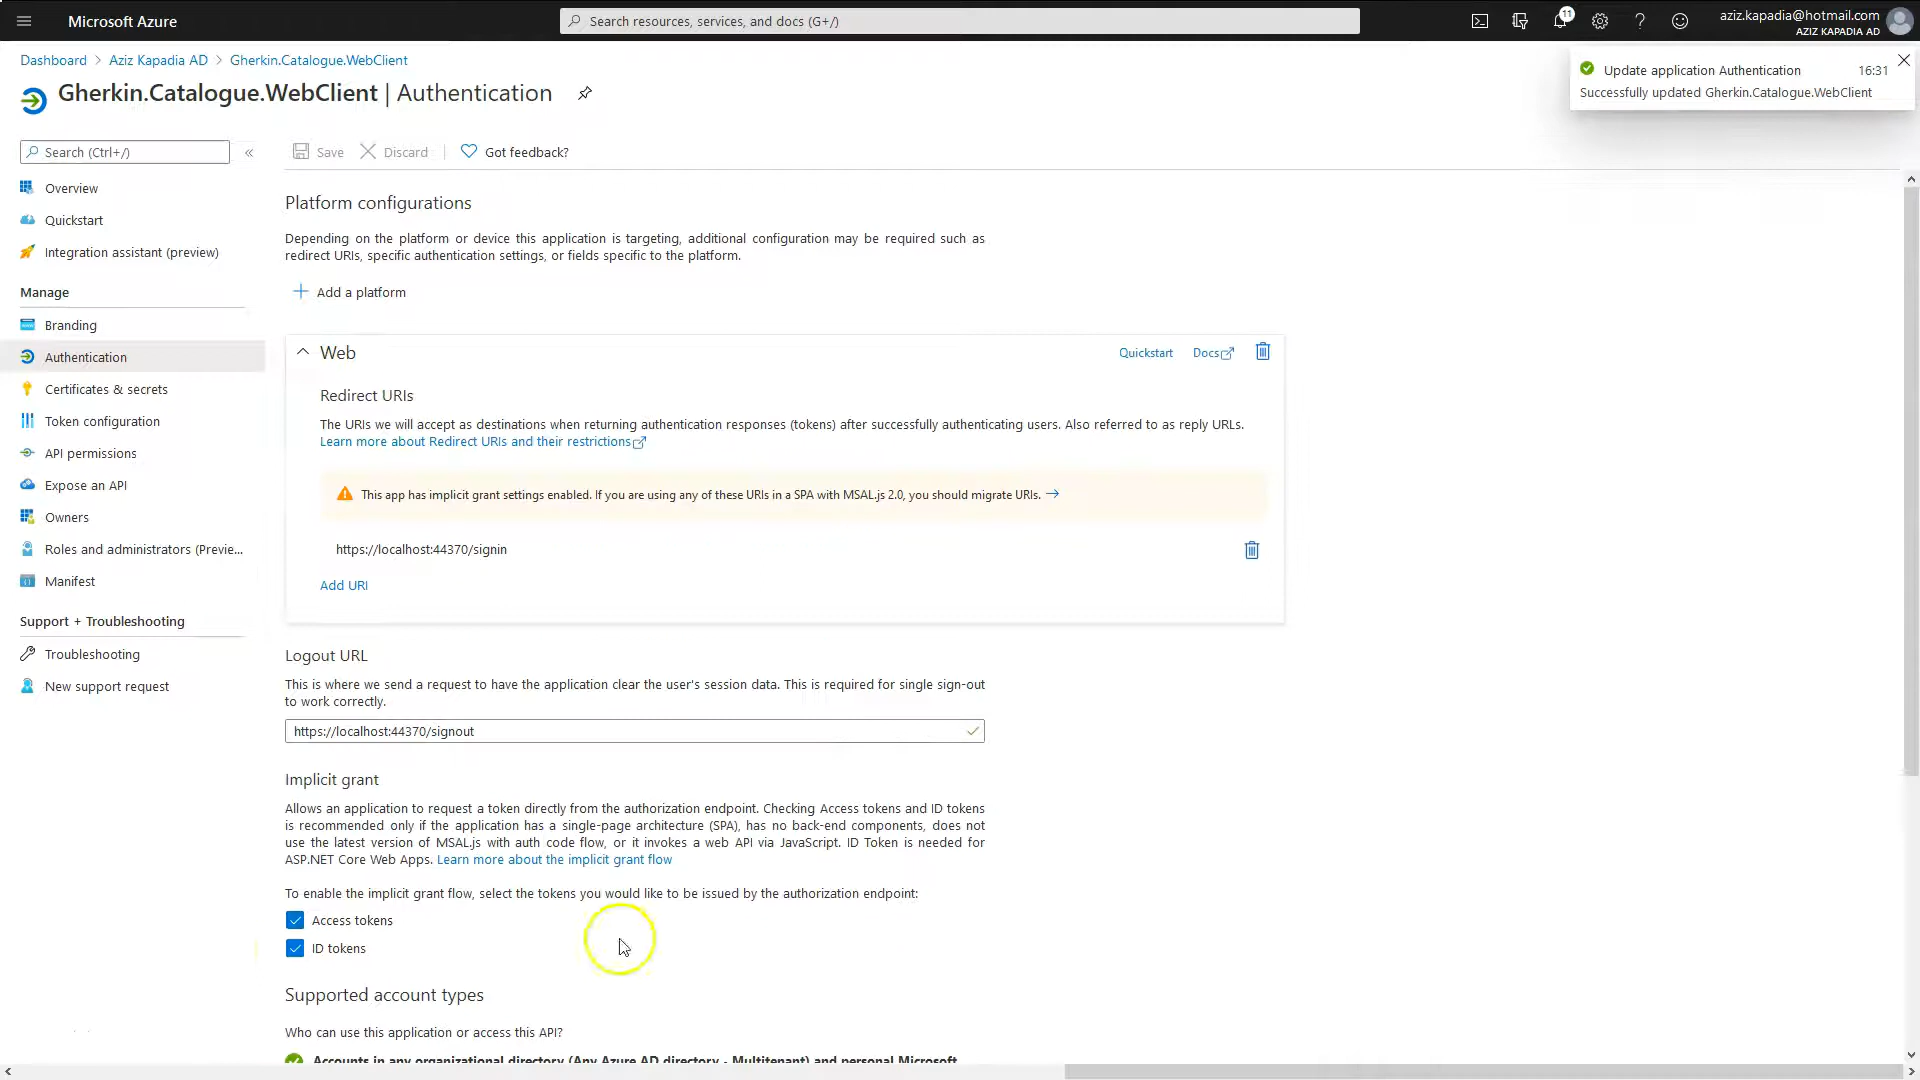 Microsoft Azure
Search resources, services, and docs (G+/)
11
aziz.kapadia@hotmail.com
AZIZ KAPADIA AD
Dashboard > Aziz Kapadia AD > Gherkin.Catalogue.WebClient
Gherkin.Catalogue.WebClient | Authentication
Update application Authentication 16:31
Successfully updated Gherkin.Catalogue.WebClient
Search (Ctrl+/)
«
Overview
Quickstart
Integration assistant (preview)
Manage
Branding
Authentication
Certificates & secrets
Token configuration
API permissions
Expose an API
Owners
Roles and administrators (Previe...
Manifest
Support + Troubleshooting
Troubleshooting
New support request
Save Discard Got feedback?
Platform configurations
Depending on the platform or device this application is targeting, additional configuration may be required such as
redirect URIs, specific authentication settings, or fields specific to the platform.
Add a platform
Web Quickstart Docs
Redirect URIs
The URIs we will accept as destinations when returning authentication responses (tokens) after successfully authenticating users. Also referred to as reply URLs.
Learn more about Redirect URIs and their restrictions
This app has implicit grant settings enabled. If you are using any of these URIs in a SPA with MSAL.js 2.0, you should migrate URIs.
https://localhost:44370/signin
Add URI
Logout URL
This is where we send a request to have the application clear the user's session data. This is required for single sign-out
to work correctly.
https://localhost:44370/signout
Implicit grant
Allows an application to request a token directly from the authorization endpoint. Checking Access tokens and ID tokens
is recommended only if the application has a single-page architecture (SPA), has no back-end components, does not
use the latest version of MSAL.js with auth code flow, or it invokes a web API via JavaScript. ID Token is needed for
ASP.NET Core Web Apps. Learn more about the implicit grant flow
To enable the implicit grant flow, select the tokens you would like to be issued by the authorization endpoint:
Access tokens
ID tokens
Supported account types
Who can use this application or access this API?
Accounts in any organizational directory (Any Azure AD directory - Multitenant) and personal Microsoft